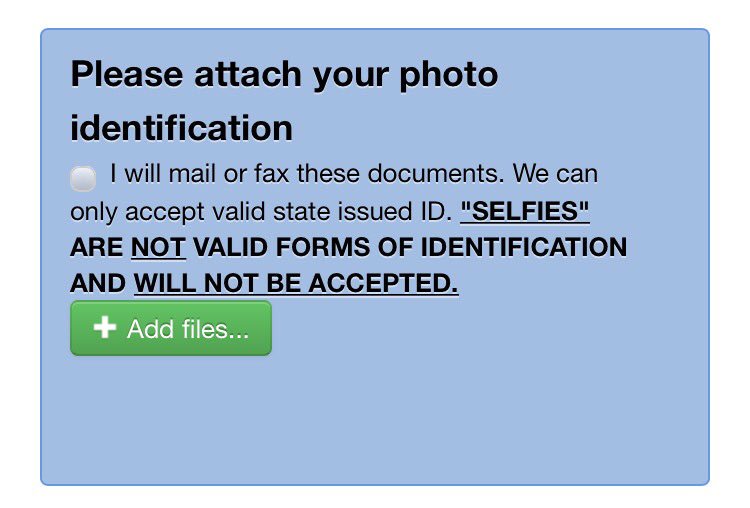 Please attach your photo
identification
I will mail or fax these documents. We can
only accept valid state issued ID. "SELFIES"
ARE NOT VALID FORMS OF IDENTIFICATION
AND WILL NOT BE ACCEPTED.
Add files...